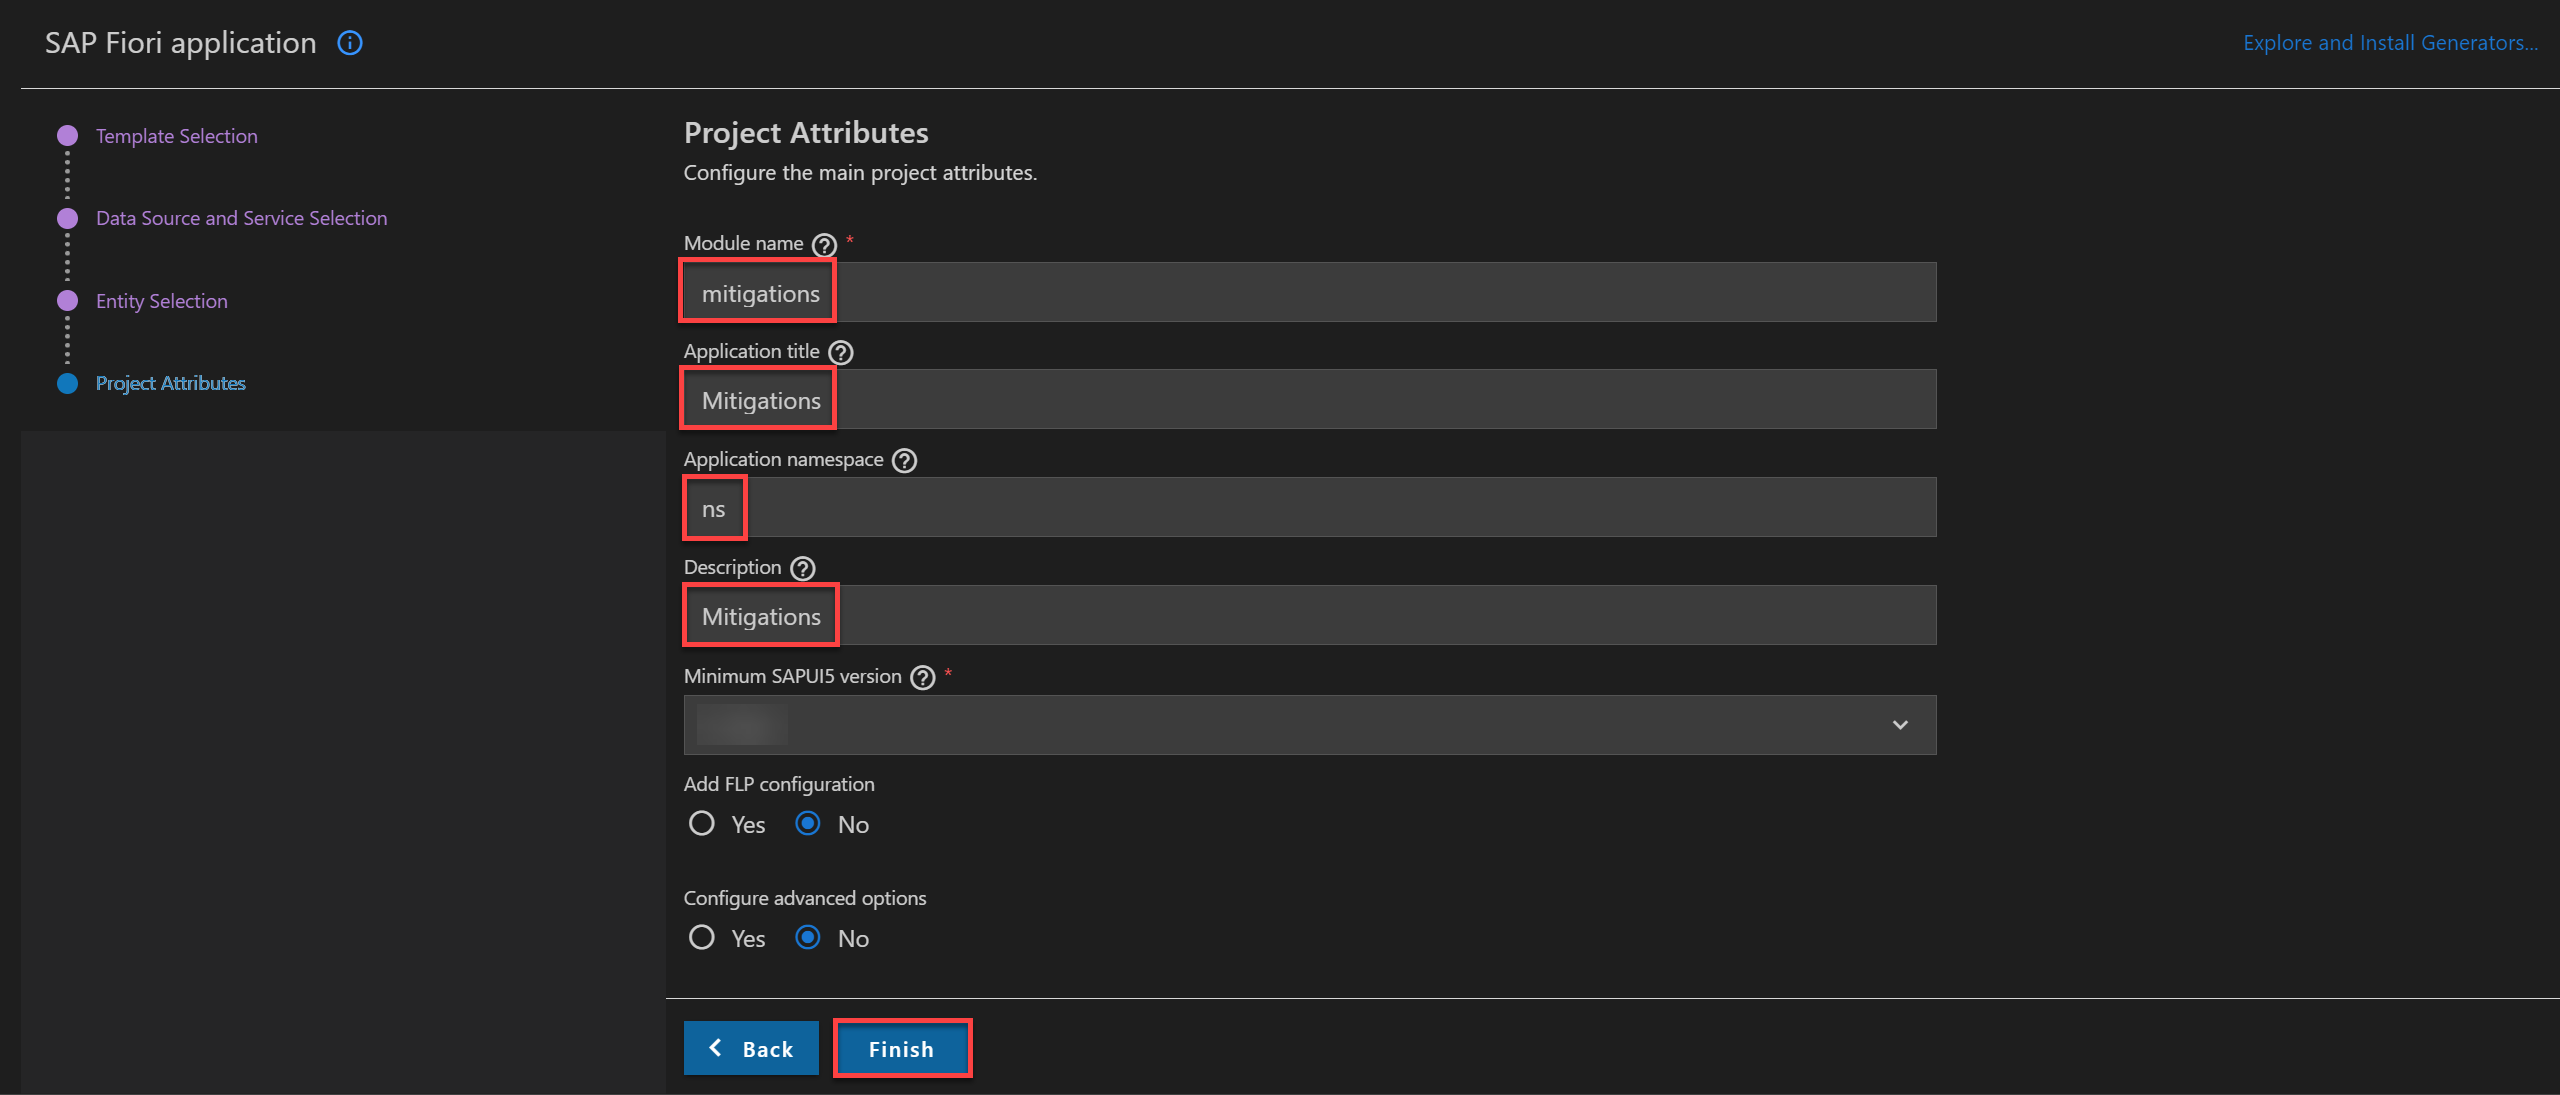 SAP Fiori application
Explore and Install Generators...
Template Selection
Data Source and Service Selection
Entity Selection
Project Attributes
Project Attributes
Configure the main project attributes.
Module name *
mitigations
Application title
Mitigations
Application namespace
ns
Description
Mitigations
Minimum SAPUI5 version *
Add FLP configuration
Yes No
Configure advanced options
Yes No
Back Finish